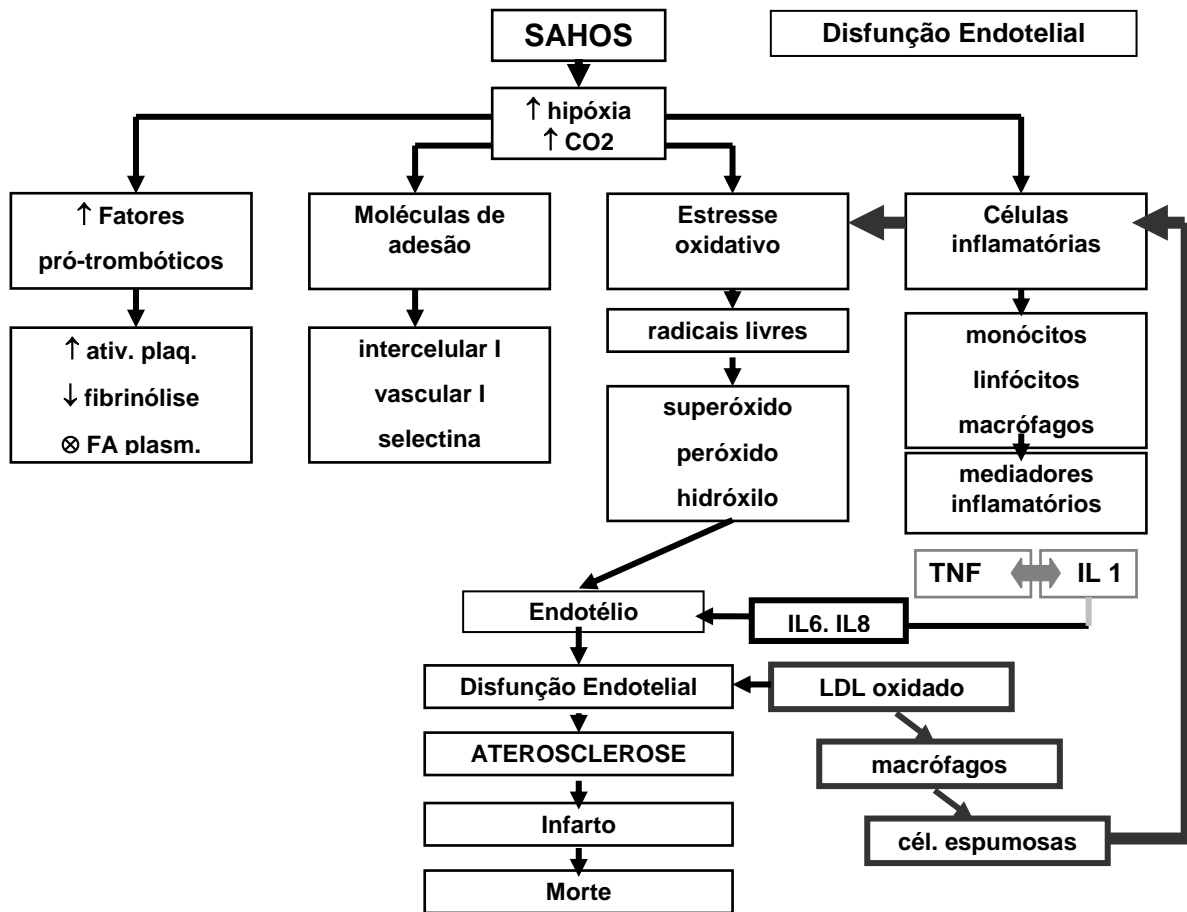 SAHOS
Disfunção Endotelial
↑ hipóxia
↑ CO2
↑ Fatores
pró-trombóticos
Moléculas de
adesão
Estresse
oxidativo
Células
inflamatórias
↑ ativ. plaq.
↓ fibrinólise
⊗ FA plasm.
intercelular I
vascular I
selectina
radicais livres
superóxido
peróxido
hidróxilo
monócitos
linfócitos
macrófagos
mediadores
inflamatórios
TNF
IL 1
Endotélio
IL6. IL8
Disfunção Endotelial
LDL oxidado
ATEROSCLEROSE
macrófagos
Infarto
cél. espumosas
Morte